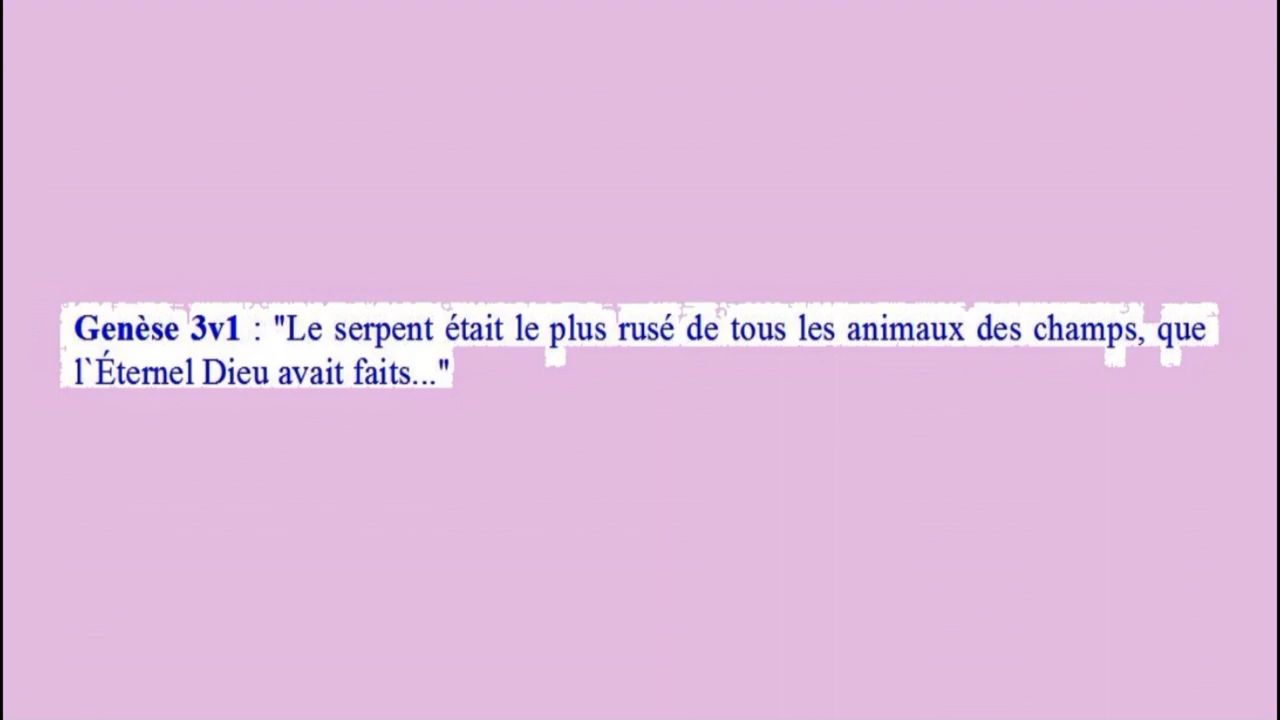 Genèse 3v1 : "Le serpent était le plus rusé de tous les animaux des champs, que
l`Éternel Dieu avait faits..."